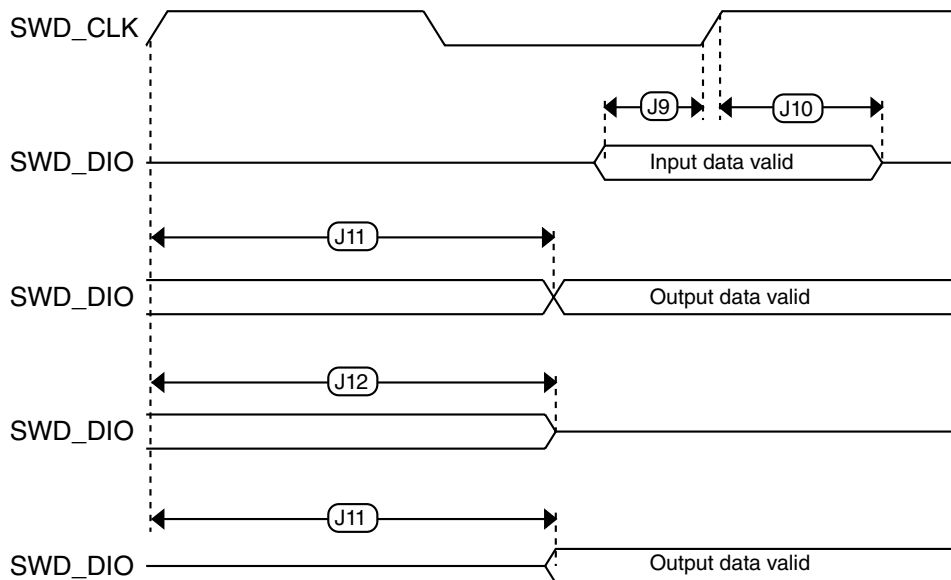 SWD_CLK
J9
J10
SWD_DIO
Input data valid
J11
SWD_DIO
Output data valid
J12
SWD_DIO
J11
SWD_DIO
Output data valid